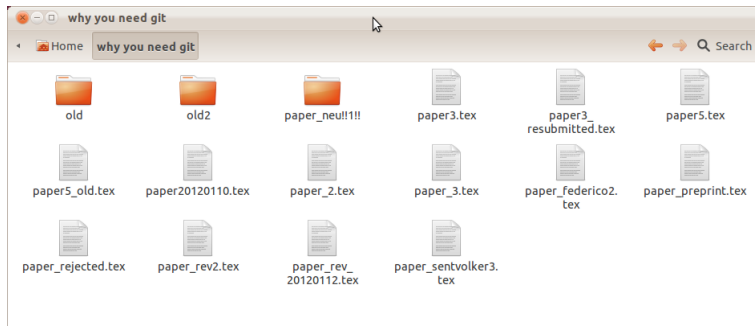 why you need git
Home why you need git Search
old old2 paper_neu!!1!! paper3.tex paper3_ paper5.tex
resubmitted.tex
paper5_old.tex paper20120110.tex paper_2.tex paper_3.tex paper_federico2. paper_preprint.tex
tex
paper_rejected.tex paper_rev2.tex paper_rev_ paper_sentvolker3.
20120112.tex tex